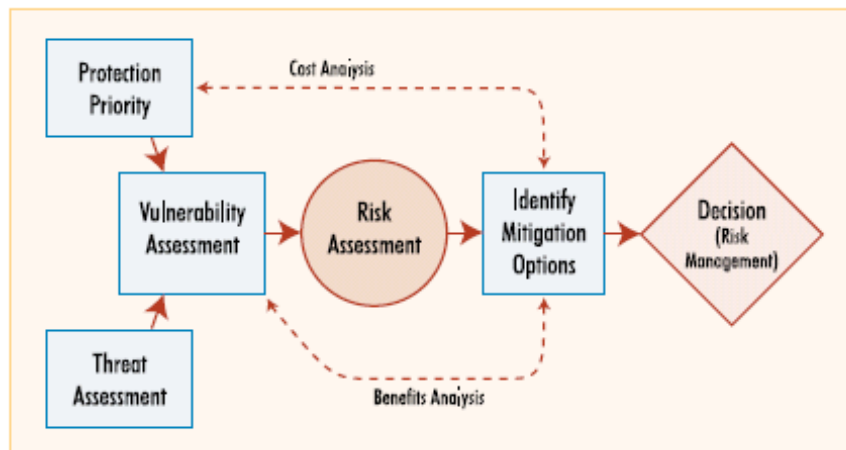 Protection
Priority
Cost Analysis
Vulnerability
Assessment
Risk
Assessment
Identify
Mitigation
Options
Decision
(Risk
Management)
Threat
Assessment
Benefits Analysis